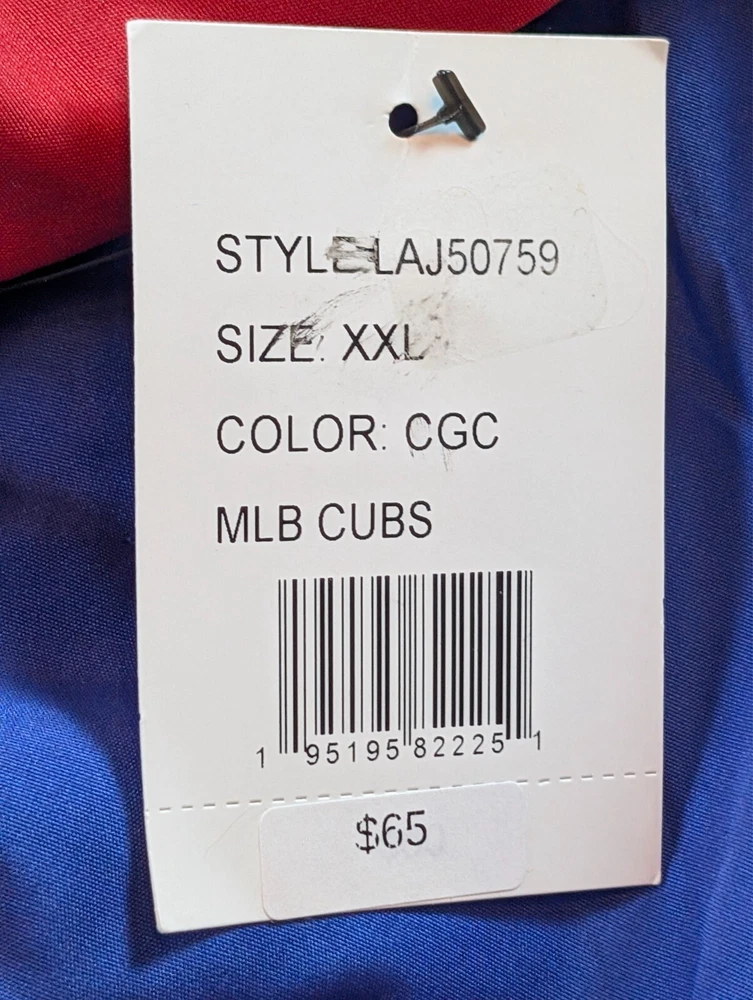 STYLE LAJ50759
SIZE: XXL
COLOR: CGC
MLB CUBS
1 95195 82225 1
$65